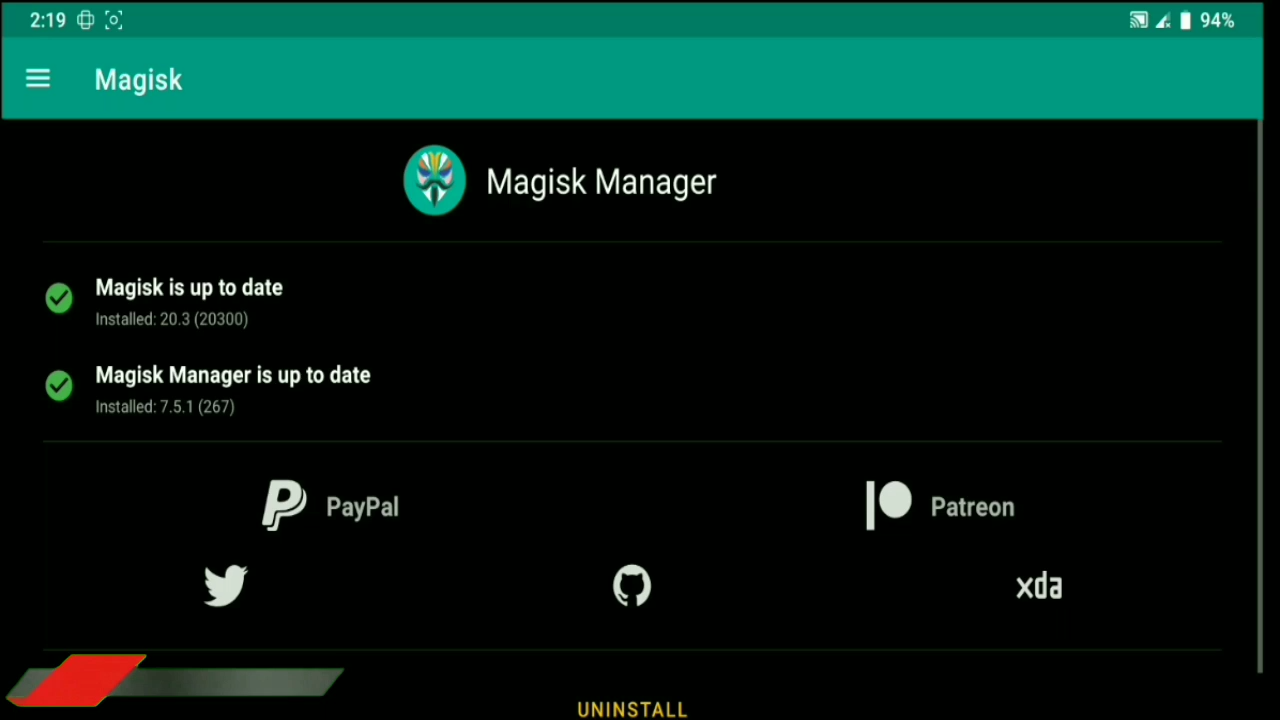 2:19 94%
Magisk
Magisk Manager
Magisk is up to date
Installed: 20.3 (20300)
Magisk Manager is up to date
Installed: 7.5.1 (267)
PayPal Patreon
xda
UNINSTALL